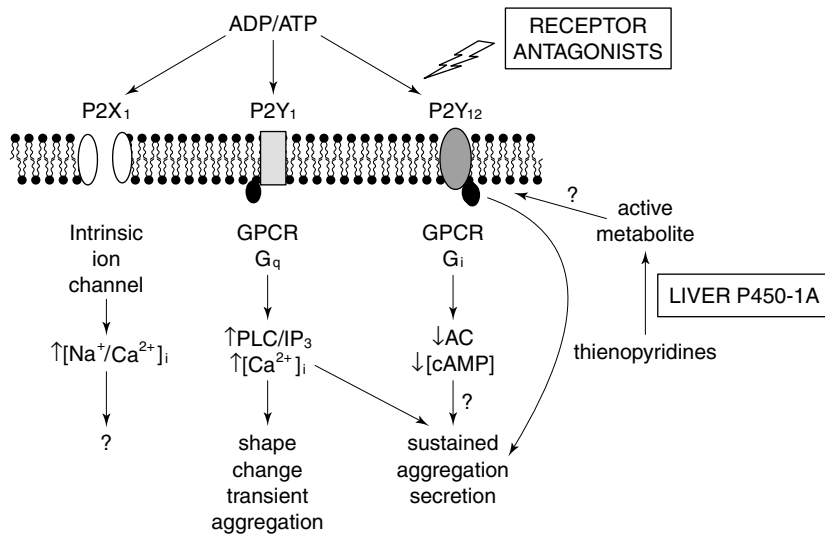 ADP/ATP
RECEPTOR
ANTAGONISTS
P2X1
P2Y1
P2Y12
Intrinsic
ion
channel
↑[Na+/Ca2+]i
?
GPCR
Gq
↑PLC/IP3
↑[Ca2+]i
shape
change
transient
aggregation
GPCR
Gi
↓AC
↓[cAMP]
?
sustained
aggregation
secretion
?
active
metabolite
LIVER P450-1A
thienopyridines